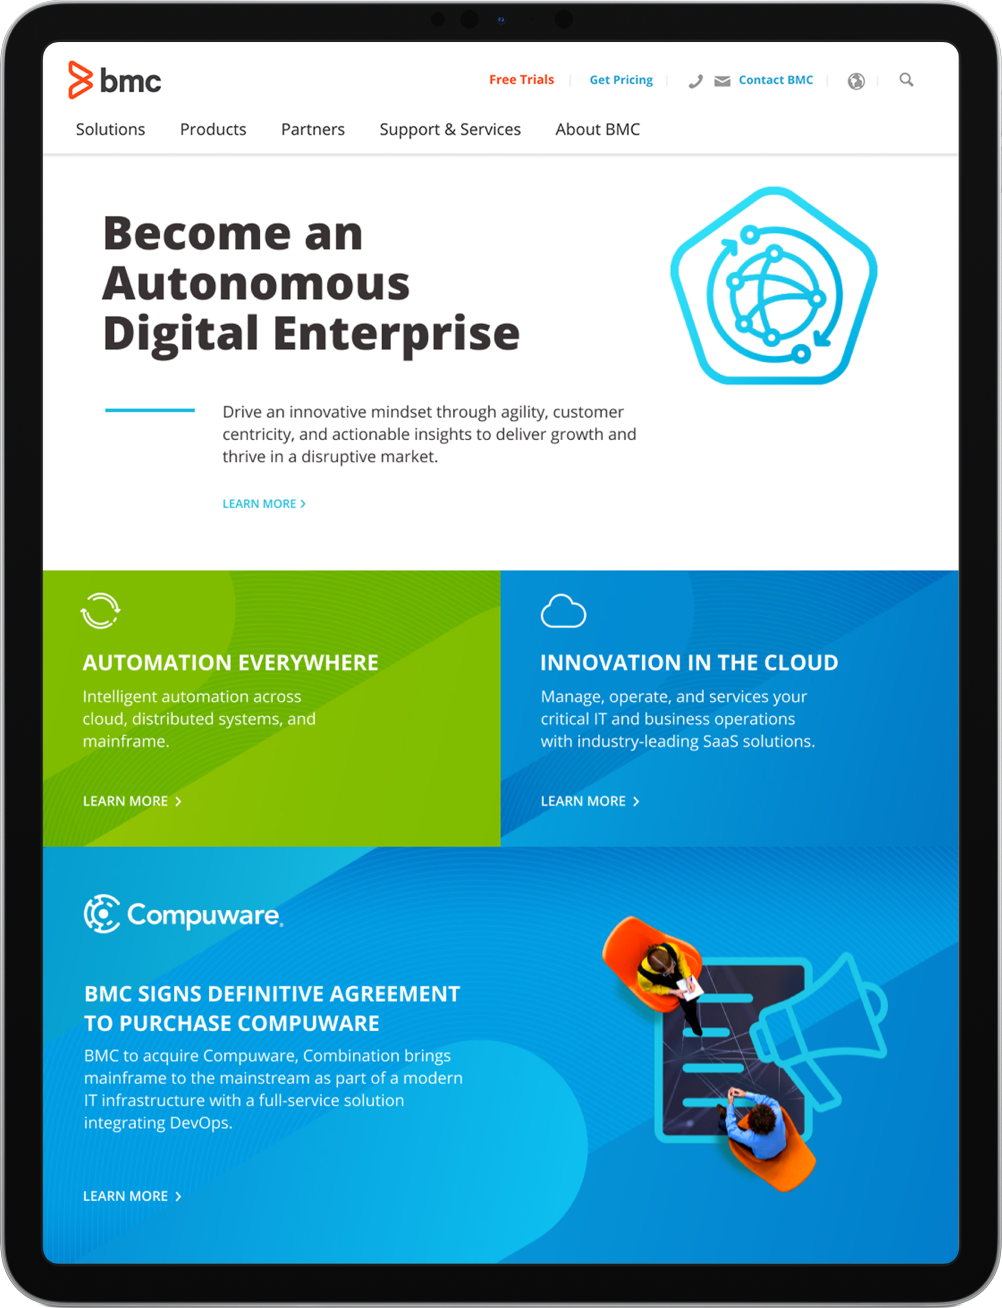 bmc
Free Trials
Get Pricing
Contact BMC
Solutions
Products
Partners
Support & Services
About BMC
Become an
Autonomous
Digital Enterprise
Drive an innovative mindset through agility, customer
centricity, and actionable insights to deliver growth and
thrive in a disruptive market.
LEARN MORE >
AUTOMATION EVERYWHERE
Intelligent automation across
cloud, distributed systems, and
mainframe.
LEARN MORE >
INNOVATION IN THE CLOUD
Manage, operate, and services your
critical IT and business operations
with industry-leading SaaS solutions.
LEARN MORE >
Compuware.
BMC SIGNS DEFINITIVE AGREEMENT
TO PURCHASE COMPUWARE
BMC to acquire Compuware, Combination brings
mainframe to the mainstream as part of a modern
IT infrastructure with a full-service solution
integrating DevOps.
LEARN MORE >